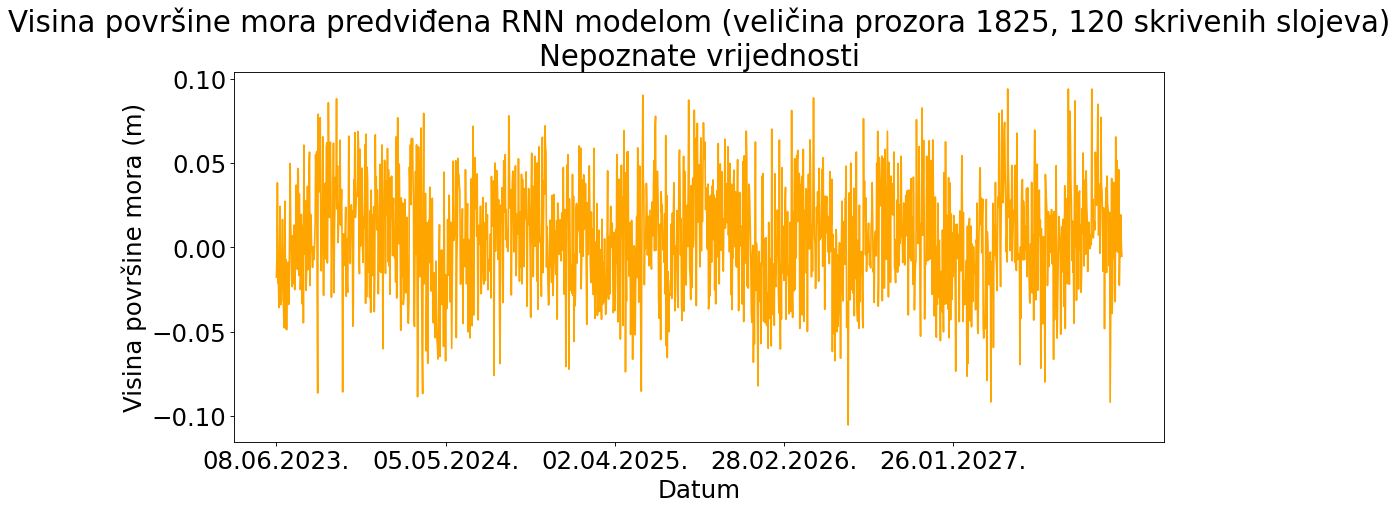 Visina površine mora predviđena RNN modelom (veličina prozora 1825, 120 skrivenih slojeva)
Nepoznate vrijednosti
Visina površine mora (m)
0.10
0.05
0.00
−0.05
−0.10
08.06.2023. 05.05.2024. 02.04.2025. 28.02.2026. 26.01.2027.
Datum